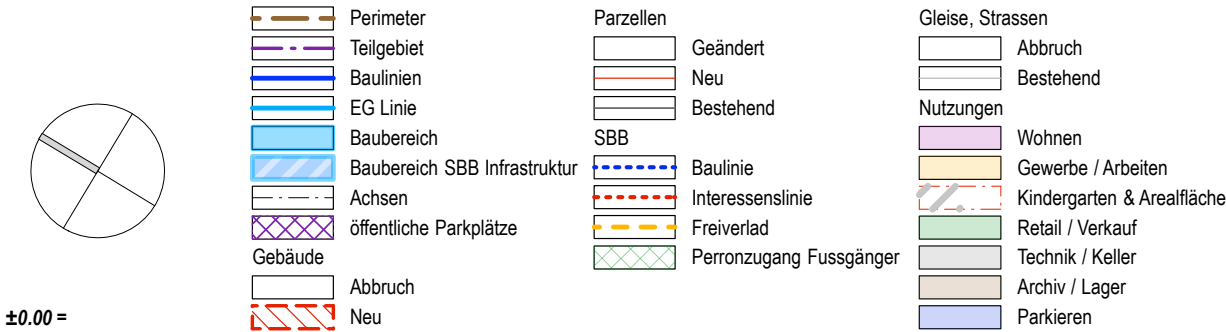 Perimeter
Teilgebiet
Baulinien
EG Linie
Baubereich
Baubereich SBB Infrastruktur
Achsen
öffentliche Parkplätze
Gebäude
Abbruch
Neu
Parzellen
Geändert
Neu
Bestehend
SBB
Baulinie
Interessenslinie
Freiverlad
Perronzugang Fussgänger
Gleise, Strassen
Abbruch
Bestehend
Nutzungen
Wohnen
Gewerbe / Arbeiten
Kindergarten & Arealfläche
Retail / Verkauf
Technik / Keller
Archiv / Lager
Parkieren
±0.00 =